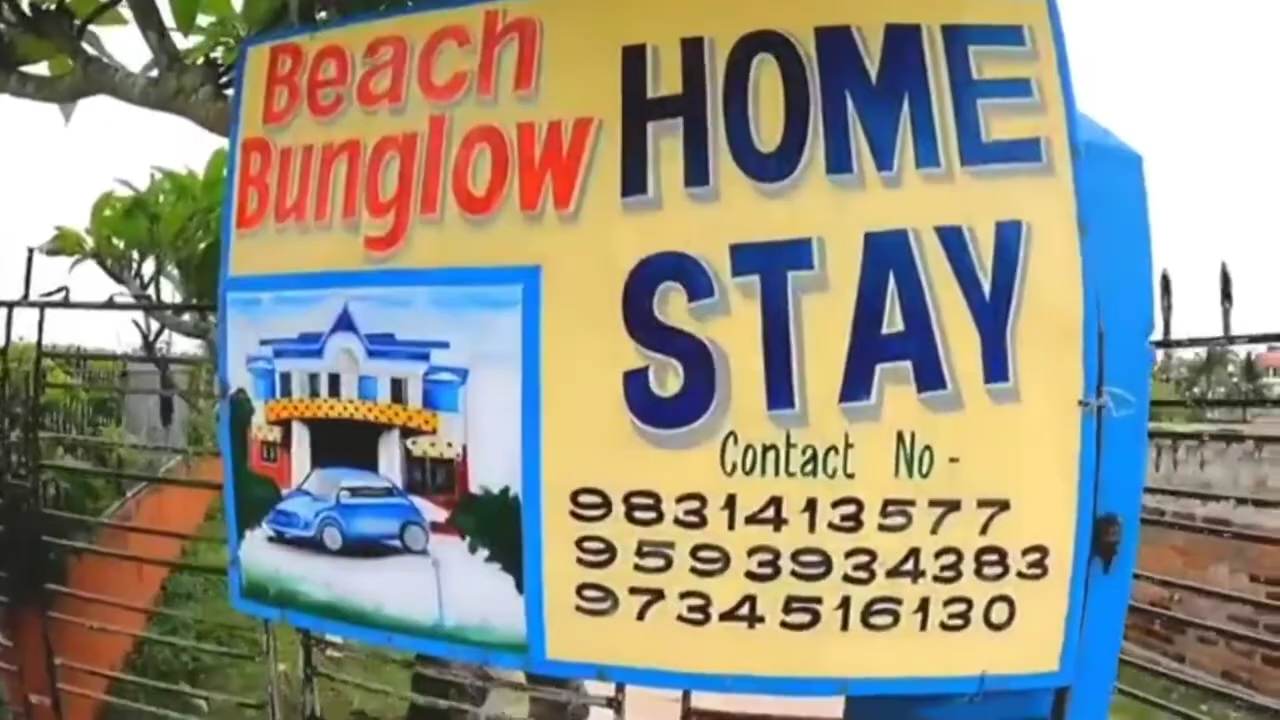 Beach
Bunglow
HOME
STAY
Contact No -
9831413577
9593934383
9734516130